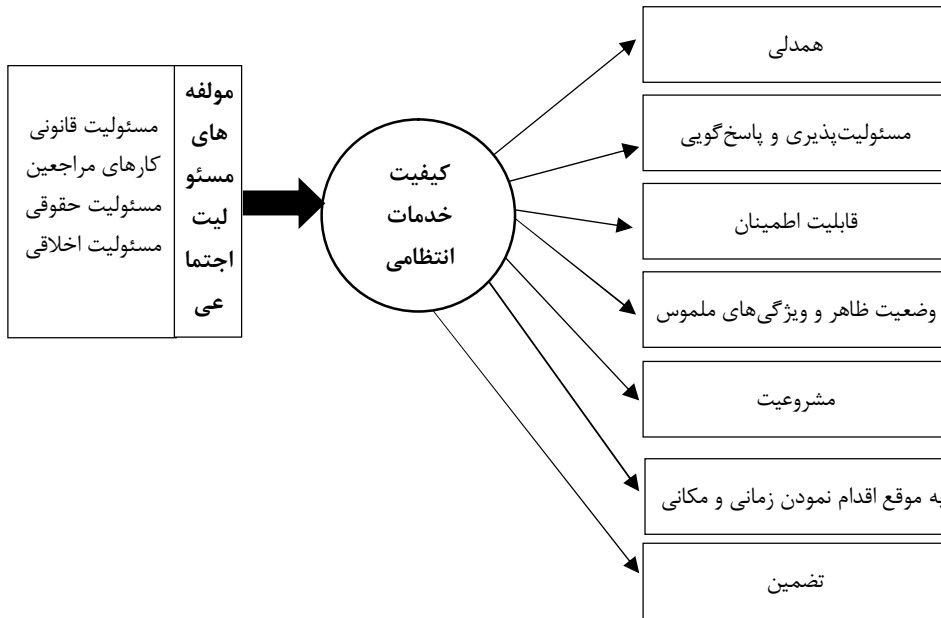 مولفه
های
مسئو
لیت
اجتما
عی
مسئولیت قانونی
کارهای مراجعین
مسئولیت حقوقی
مسئولیت اخلاقی
کیفیت
خدمات
انتظامی
همدلی
مسئولیت‌پذیری و پاسخ‌گویی
قابلیت اطمینان
وضعیت ظاهر و ویژگی‌های ملموس
مشروعیت
به موقع اقدام نمودن زمانی و مکانی
تضمین